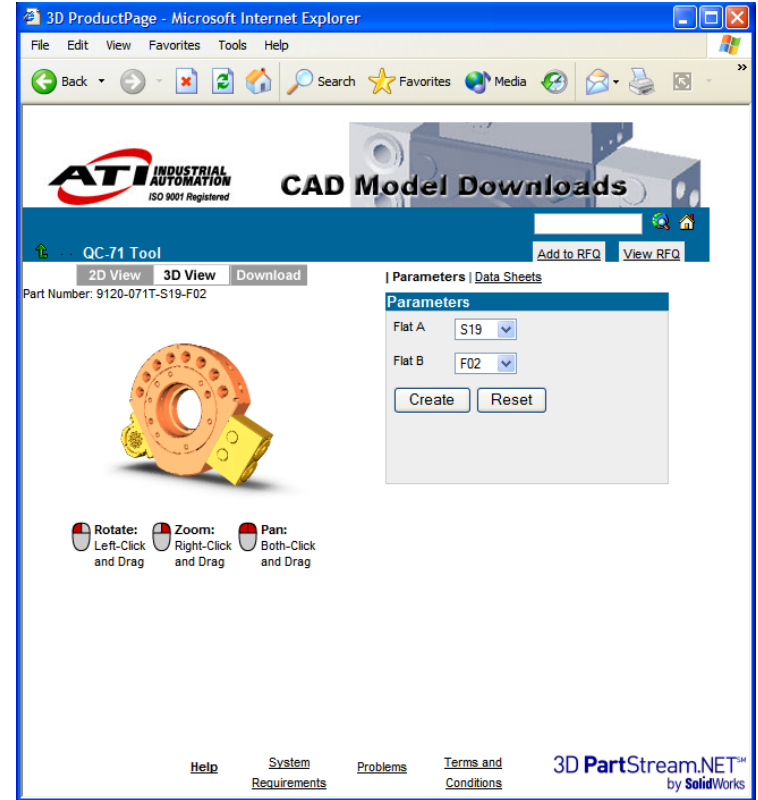 3D ProductPage - Microsoft Internet Explorer
File Edit View Favorites Tools Help
Back Search Favorites Media »
ATI INDUSTRIAL AUTOMATION
ISO 9001 Registered
CAD Model Downloads
QC-71 Tool
Add to RFQ View RFQ
2D View 3D View Download
| Parameters | Data Sheets
Part Number: 9120-071T-S19-F02
Parameters
Flat A S19
Flat B F02
Create Reset
Rotate: Left-Click and Drag
Zoom: Right-Click and Drag
Pan: Both-Click and Drag
Help System Requirements Problems Terms and Conditions
3D PartStream.NET℠
by SolidWorks